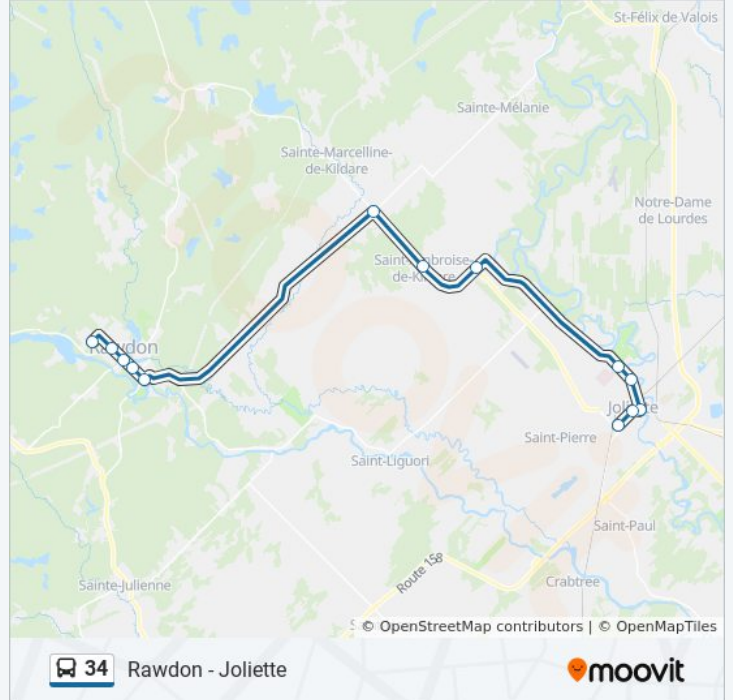 St-Félix de Valois
Sainte-Mélanie
Sainte-Marcelline-
de-Kildare
Notre-Dame
de Lourdes
Rawdon
Joliette
Saint-Pierre
Saint-Liguori
Saint-Paul
Route 158
Sainte-Julienne
Crabtree
© OpenStreetMap contributors | © OpenMapTiles
34 Rawdon - Joliette
moovit